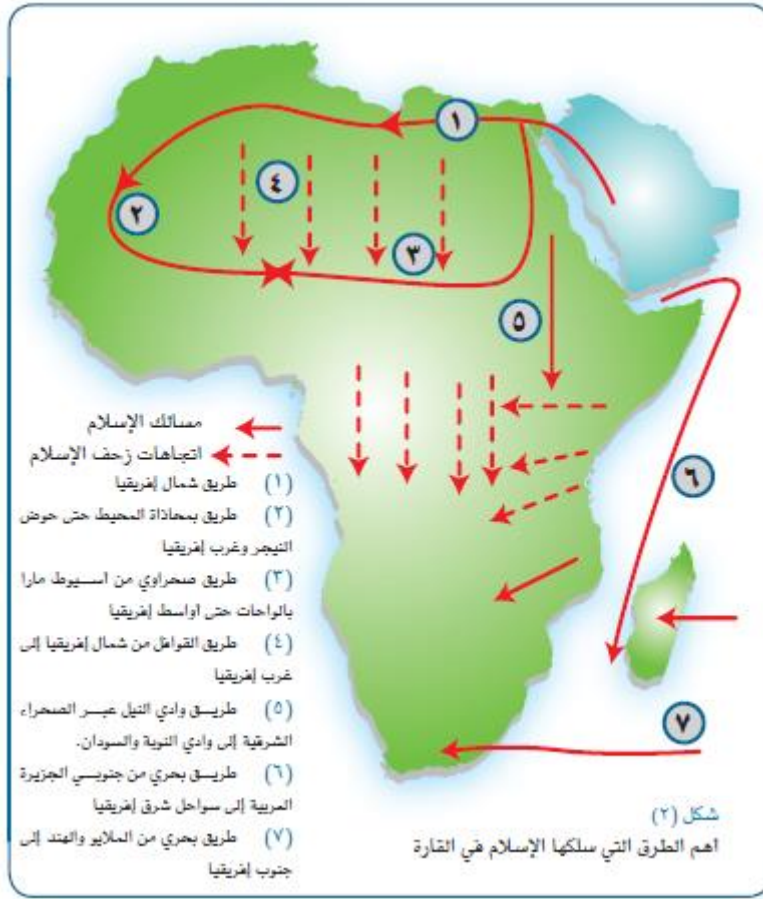 ١
٢
٤
٣
٥
٦
٧
مسالك الإسلام
اتجاهات زحف الإسلام
(١) طريق شمال إفريقيا
(٢) طريق بمحاذاة المحيط حتى حوض
النيجر وغرب إفريقيا
(٣) طريق صحراوي من اسيوط مارا
بالواحات حتى اواسط إفريقيا
(٤) طريق القوافل من شمال إفريقيا إلى
غرب إفريقيا
(٥) طريق وادي النيل عبر الصحراء
الشرقية إلى وادي النوبة والسودان.
(٦) طريق بحري من جنوبي الجزيرة
العربية إلى سواحل شرق إفريقيا
(٧) طريق بحري من الملايو والهند إلى
جنوب إفريقيا
شكل (٢)
اهم الطرق التي سلكها الإسلام في القارة